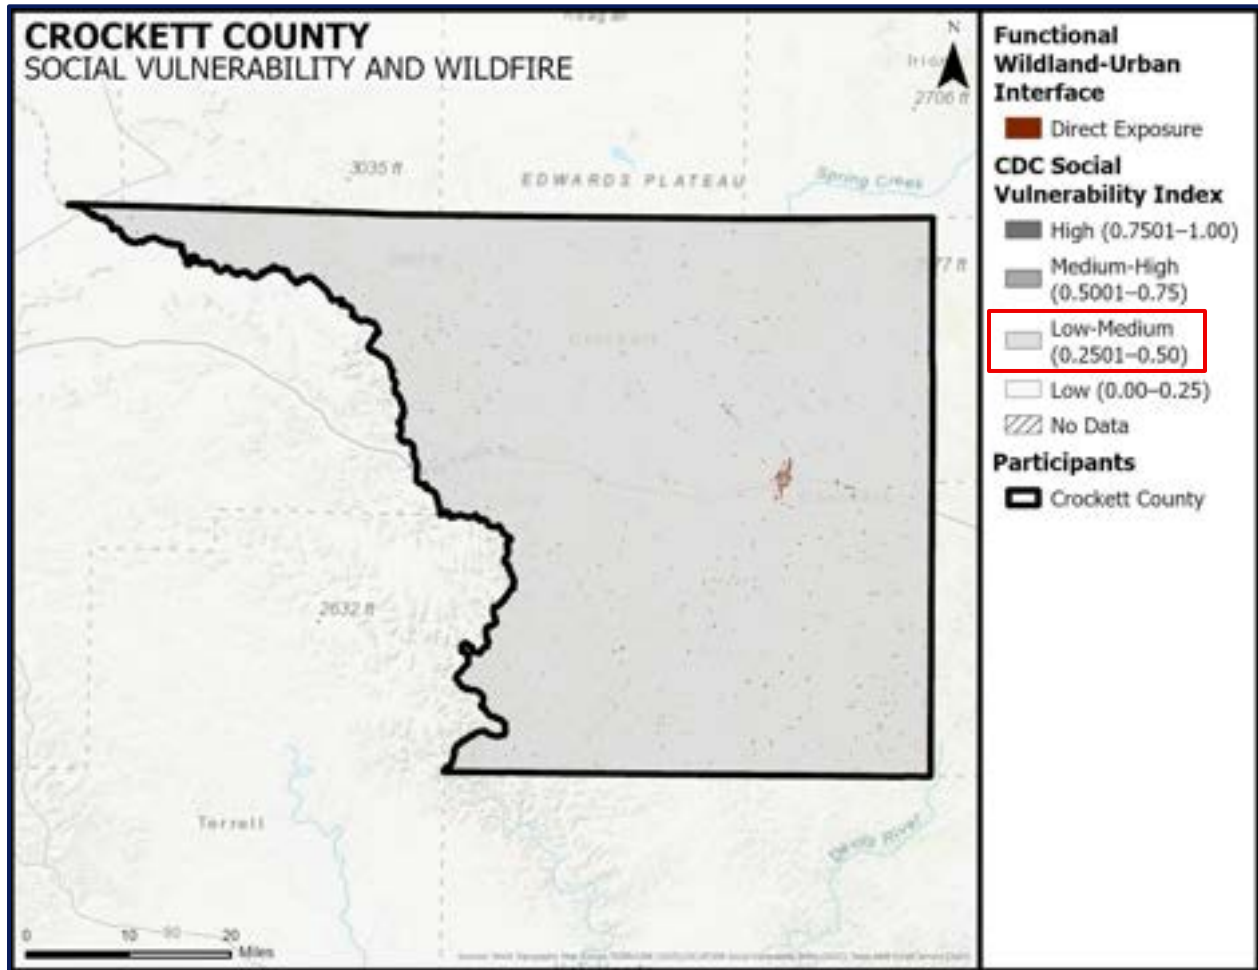 CROCKETT COUNTY
SOCIAL VULNERABILITY AND WILDFIRE
N
2706 ft
3035 ft
EDWARDS PLATEAU
Spring Creek
77 ft
Crockett
2632 ft
Terrell
Devils River
0 10 20
Miles
Functional
Wildland-Urban
Interface
Direct Exposure
CDC Social
Vulnerability Index
High (0.7501–1.00)
Medium-High
(0.5001–0.75)
Low-Medium
(0.2501–0.50)
Low (0.00–0.25)
No Data
Participants
Crockett County